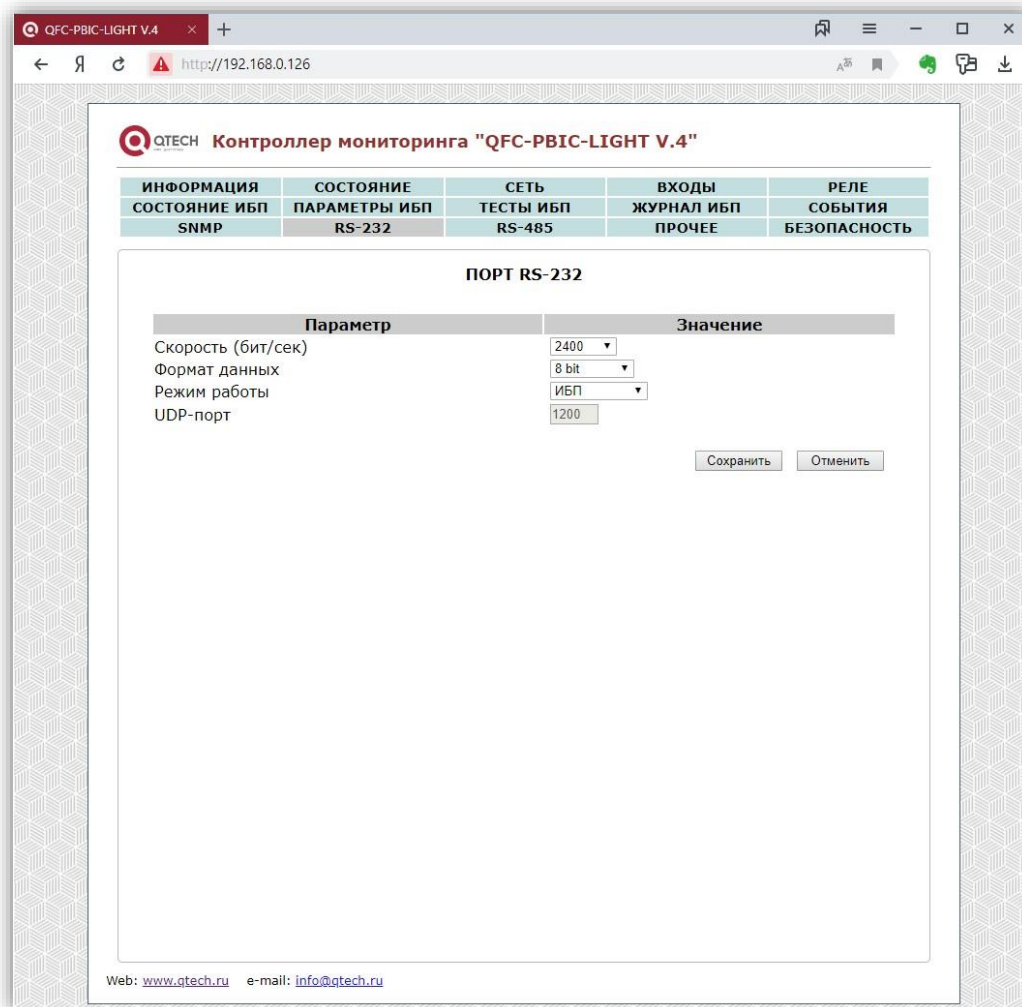 QFC-PBIC-LIGHT V.4
http://192.168.0.126
QTECH Контроллер мониторинга "QFC-PBIC-LIGHT V.4"
ИНФОРМАЦИЯ СОСТОЯНИЕ СЕТЬ ВХОДЫ РЕЛЕ
СОСТОЯНИЕ ИБП ПАРАМЕТРЫ ИБП ТЕСТЫ ИБП ЖУРНАЛ ИБП СОБЫТИЯ
SNMP RS-232 RS-485 ПРОЧЕЕ БЕЗОПАСНОСТЬ
ПОРТ RS-232
Параметр Значение
Скорость (бит/сек) 2400
Формат данных 8 bit
Режим работы ИБП
UDP-порт 1200
Сохранить Отменить
Web: www.qtech.ru e-mail: info@qtech.ru